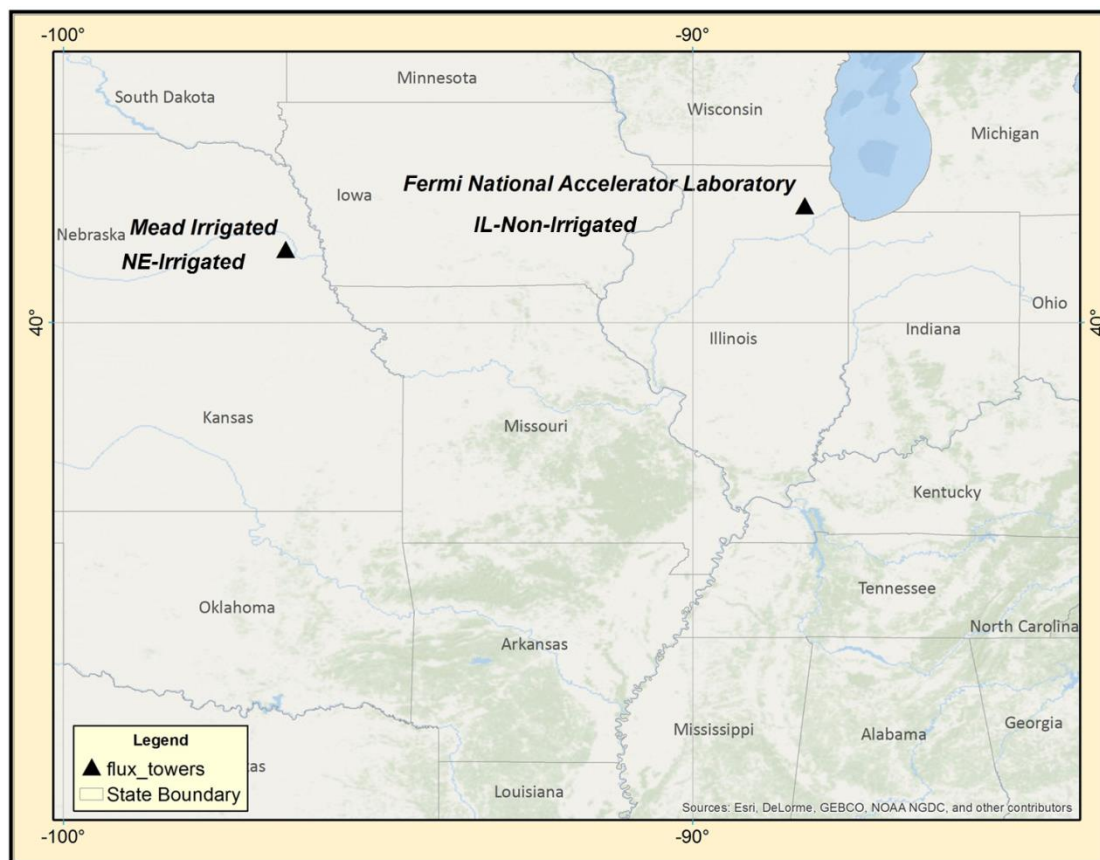 -100°
-90°
Minnesota
South Dakota
Wisconsin
Michigan
Iowa
Fermi National Accelerator Laboratory
IL-Non-Irrigated
Nebraska
Mead Irrigated
NE-Irrigated
Ohio
40°
40°
Illinois
Indiana
Kansas
Missouri
Kentucky
Oklahoma
Tennessee
North Carolina
Arkansas
Mississippi
Alabama
Georgia
Legend
flux_towers
as
State Boundary
Louisiana
Sources: Esri, DeLorme, GEBCO, NOAA NGDC, and other contributors
-100°
-90°